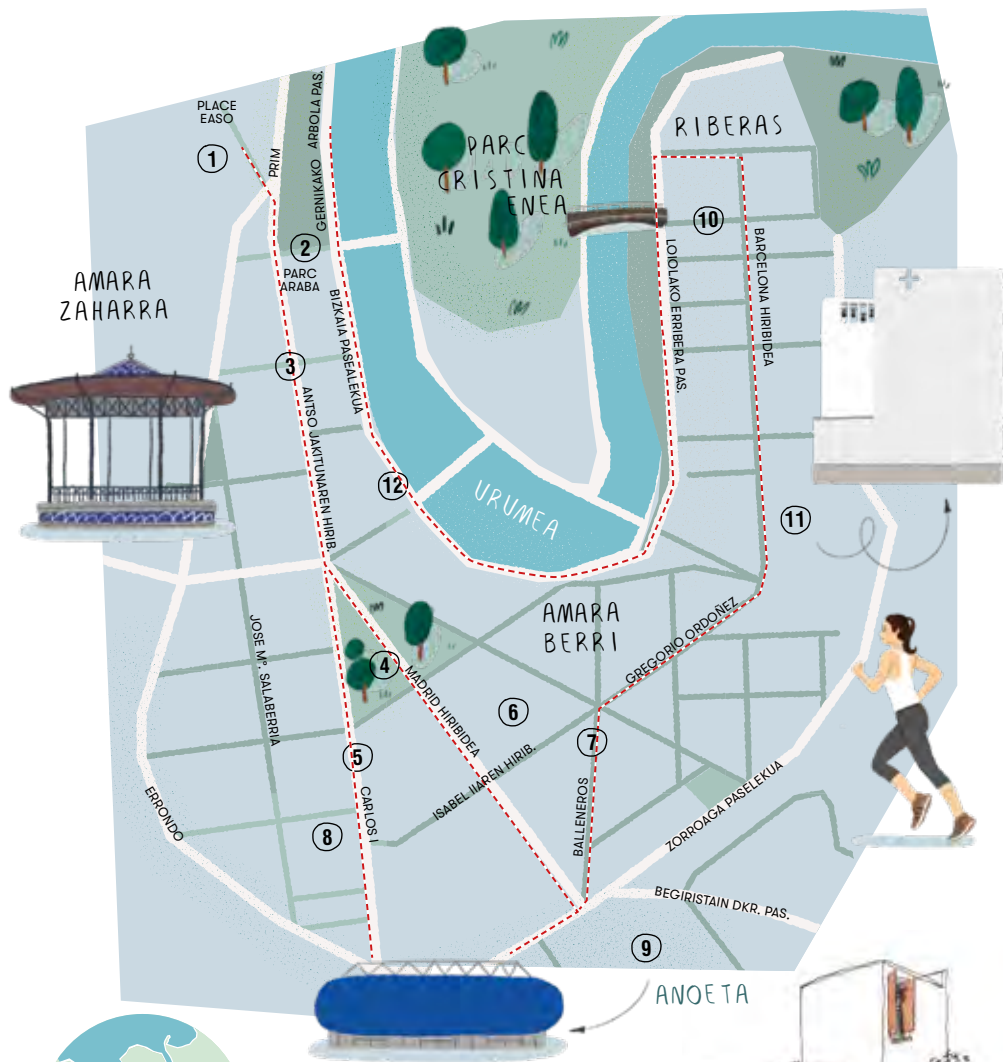 PLACE
EASO
1
PRIM
GERNIKAKO ARBOLA PAS.
PARC
CRISTINA
ENEA
RIBERAS
2
PARC
ARABA
10
AMARA
ZAHARRA
BIZKAIA PASEALEKUA
LOIOLAKO ERRIBERA PAS.
BARCELONA HIRIBIDEA
3
ANTSO JAKITUNAREN HIRIB.
12
URUMEA
11
AMARA
BERRI
GREGORIO ORDOÑEZ
JOSE Mº. SALABERRIA
4
MADRID HIRIBIDEA
6
7
5
ISABEL IIAREN HIRIB.
CARLOS I
BALLENEROS
ZORROAGA PASELEKUA
ERRONDO
8
BEGIRISTAIN DKR. PAS.
9
ANOETA